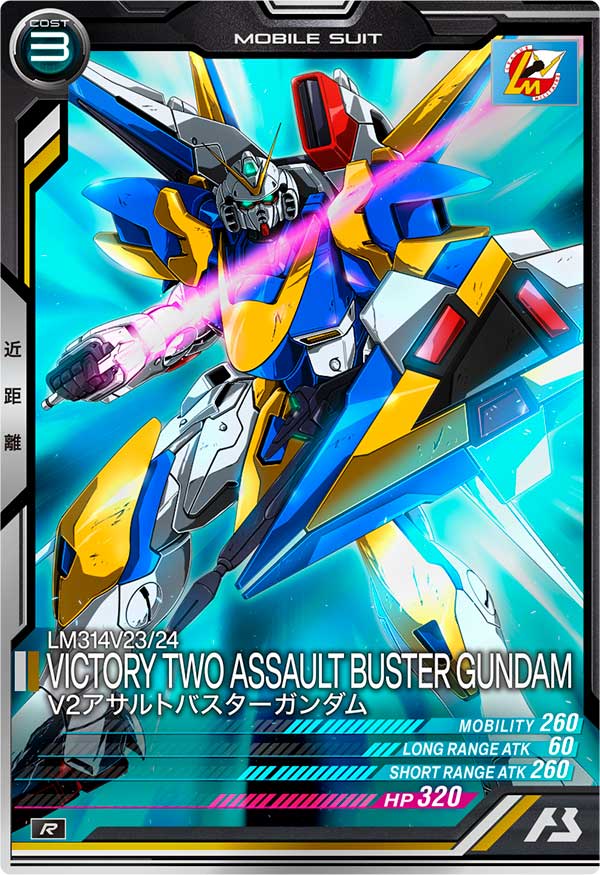 COST
3
MOBILE SUIT
LM
近距離
LM314V23/24
VICTORY TWO ASSAULT BUSTER GUNDAM
V2アサルトバスターガンダム
MOBILITY 260
LONG RANGE ATK 60
SHORT RANGE ATK 260
HP 320
R